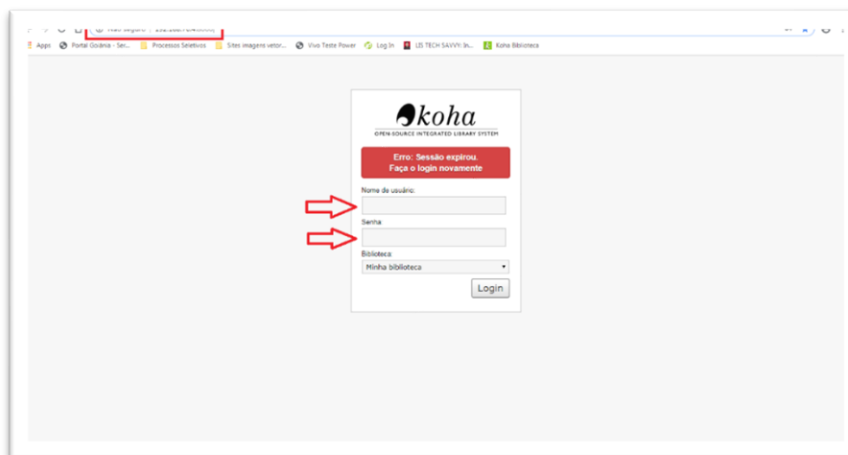 Apps Portal Goiânia - Ser... Processos Seletivos Sites imagens vetor... Vivo Teste Power Log In LIS TECH SAVVY: In... Koha Biblioteca
koha
OPEN-SOURCE INTEGRATED LIBRARY SYSTEM
Erro: Sessão expirou.
Faça o login novamente
Nome de usuário:
Senha
Biblioteca:
Minha biblioteca
Login